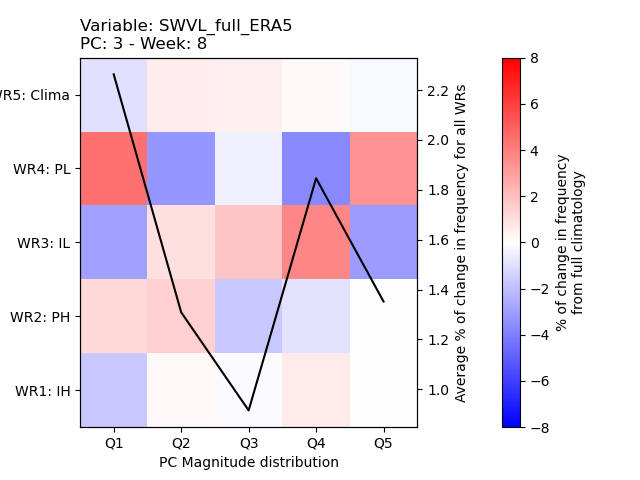 Variable: SWVL_full_ERA5
PC: 3 - Week: 8
R5: Clima
WR4: PL
WR3: IL
WR2: PH
WR1: IH
Q1 Q2 Q3 Q4 Q5
PC Magnitude distribution
2.2
2.0
1.8
1.6
1.4
1.2
1.0
Average % of change in frequency for all WRs
8
6
4
2
0
−2
−4
−6
−8
% of change in frequency
from full climatology